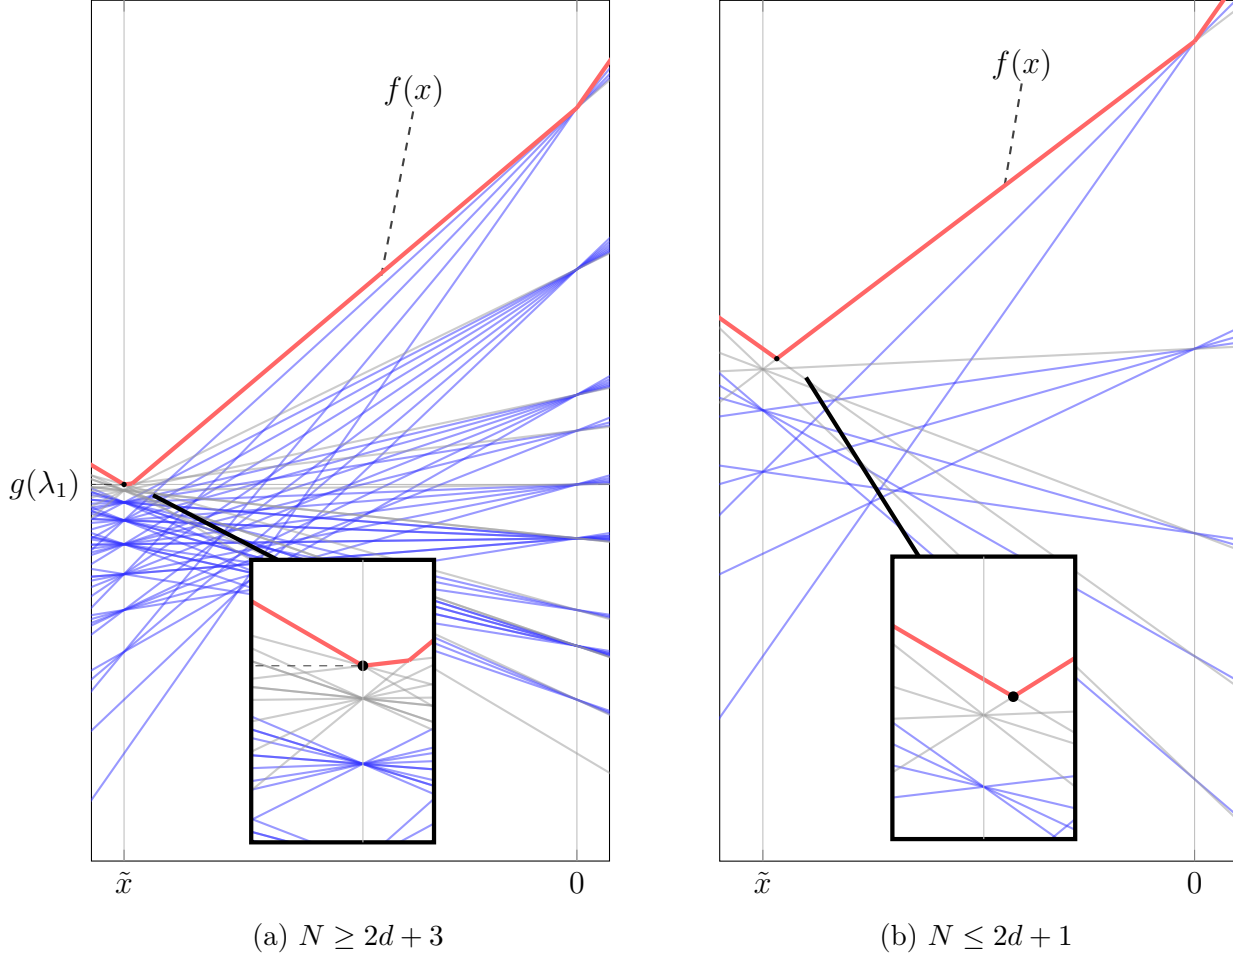 f(x)
f(x)
g(λ₁)
x̃
0
x̃
0
(a) N ≥ 2d + 3
(b) N ≤ 2d + 1